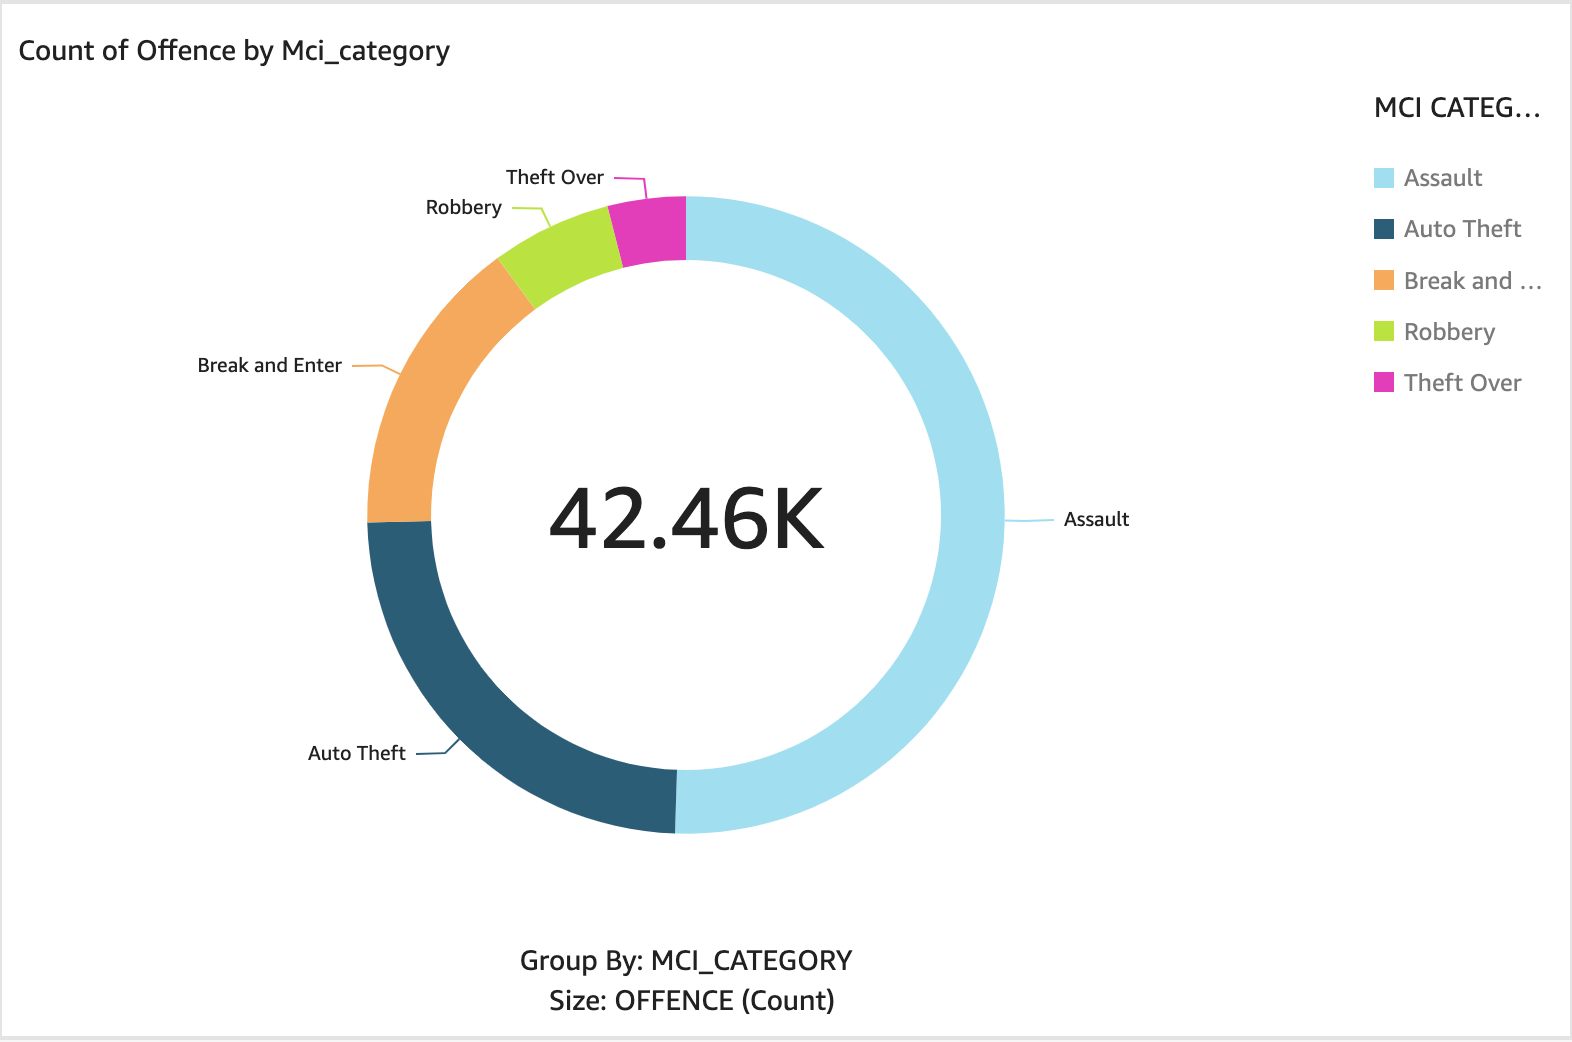 Count of Offence by Mci_category
MCI CATEG...
Assault
Auto Theft
Break and ...
Robbery
Theft Over
Theft Over
Robbery
Break and Enter
Assault
Auto Theft
42.46K
Group By: MCI_CATEGORY
Size: OFFENCE (Count)